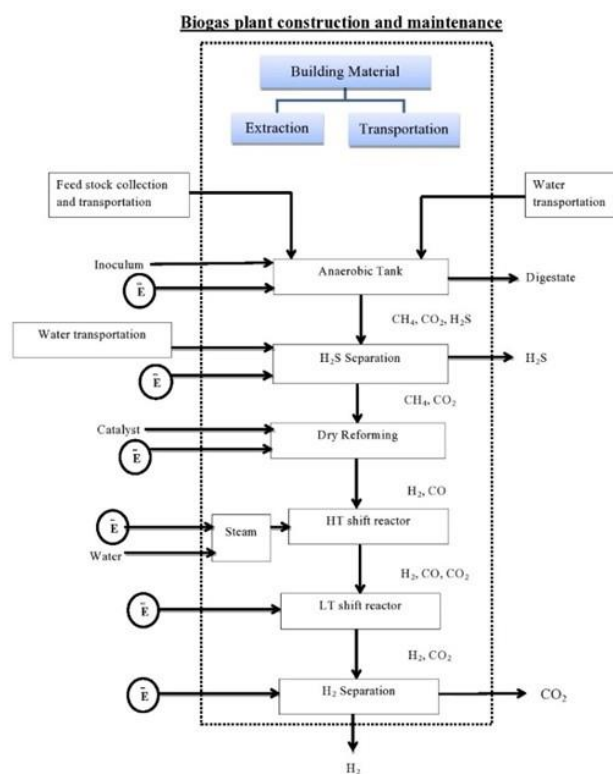 Biogas plant construction and maintenance
Building Material
Extraction
Transportation
Feed stock collection
and transportation
Water
transportation
Inoculum
Ē
Anaerobic Tank
Digestate
CH₄, CO₂, H₂S
Water transportation
Ē
H₂S Separation
H₂S
CH₄, CO₂
Catalyst
Ē
Dry Reforming
H₂, CO
Ē
Water
Steam
HT shift reactor
H₂, CO, CO₂
Ē
LT shift reactor
H₂, CO₂
Ē
H₂ Separation
CO₂
H₂